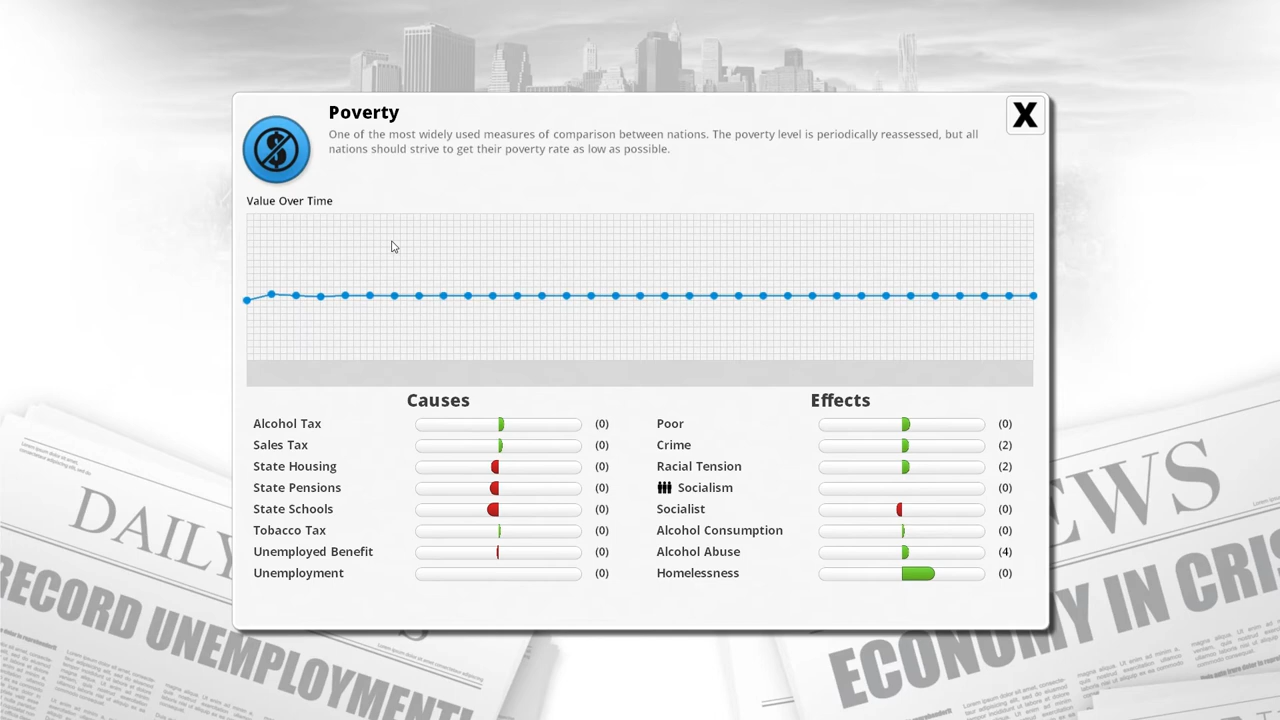 Poverty
X
One of the most widely used measures of comparison between nations. The poverty level is periodically reassessed, but all
nations should strive to get their poverty rate as low as possible.
Value Over Time
Causes
Alcohol Tax (0)
Sales Tax (0)
State Housing (0)
State Pensions (0)
State Schools (0)
Tobacco Tax (0)
Unemployed Benefit (0)
Unemployment (0)
Effects
Poor (0)
Crime (2)
Racial Tension (2)
Socialism (0)
Socialist (0)
Alcohol Consumption (0)
Alcohol Abuse (4)
Homelessness (0)
DAILY
RECORD UNEMPLOYMENT
EWS
ECONOMY IN CRIS